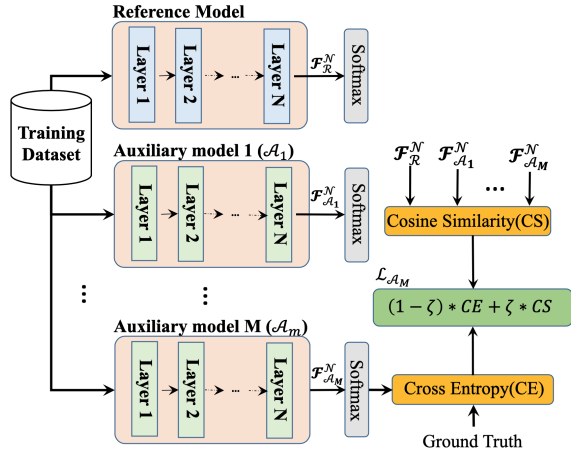 Reference Model
Layer 1
Layer 2
...
Layer N
𝓕_ℛ^𝒩
Softmax
Training
Dataset
Auxiliary model 1 (𝒜₁)
Layer 1
Layer 2
...
Layer N
𝓕_𝒜₁^𝒩
Softmax
𝓕_ℛ^𝒩 𝓕_𝒜₁^𝒩 ... 𝓕_𝒜_M^𝒩
Cosine Similarity(CS)
ℒ_𝒜_M
(1 − ζ) * CE + ζ * CS
⋮ ⋮
Auxiliary model M (𝒜ₘ)
Layer 1
Layer 2
...
Layer N
𝓕_𝒜_M^𝒩
Softmax
Cross Entropy(CE)
Ground Truth